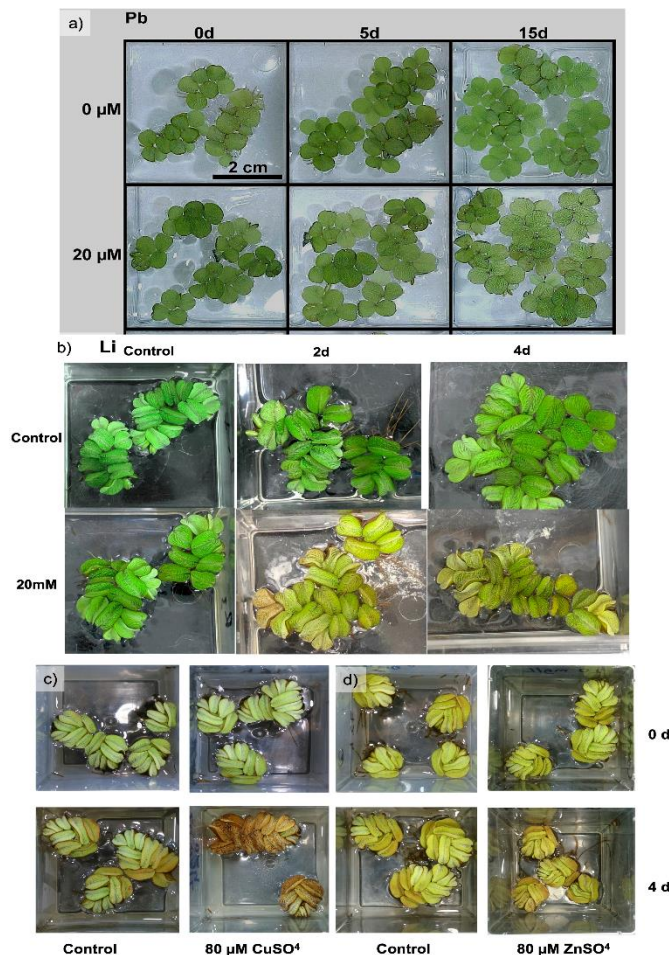 a)
Pb
0d 5d 15d
0 µM
2 cm
20 µM
b) Li Control 2d 4d
Control
20mM
c) d)
0 d
4 d
Control 80 µM CuSO⁴ Control 80 µM ZnSO⁴